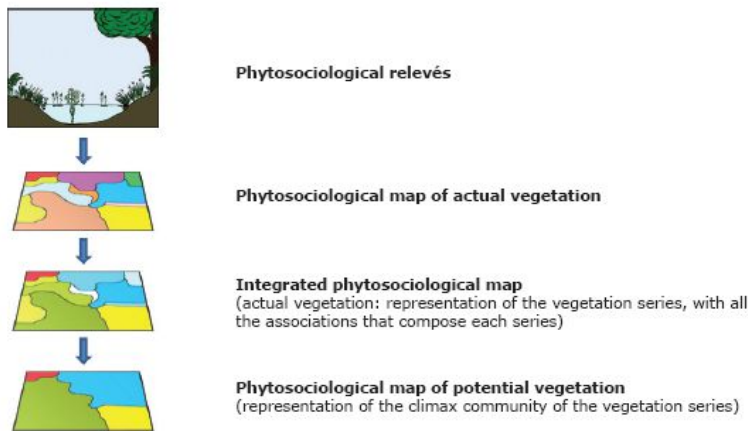 Phytosociological relevés
Phytosociological map of actual vegetation
Integrated phytosociological map
(actual vegetation: representation of the vegetation series, with all
the associations that compose each series)
Phytosociological map of potential vegetation
(representation of the climax community of the vegetation series)